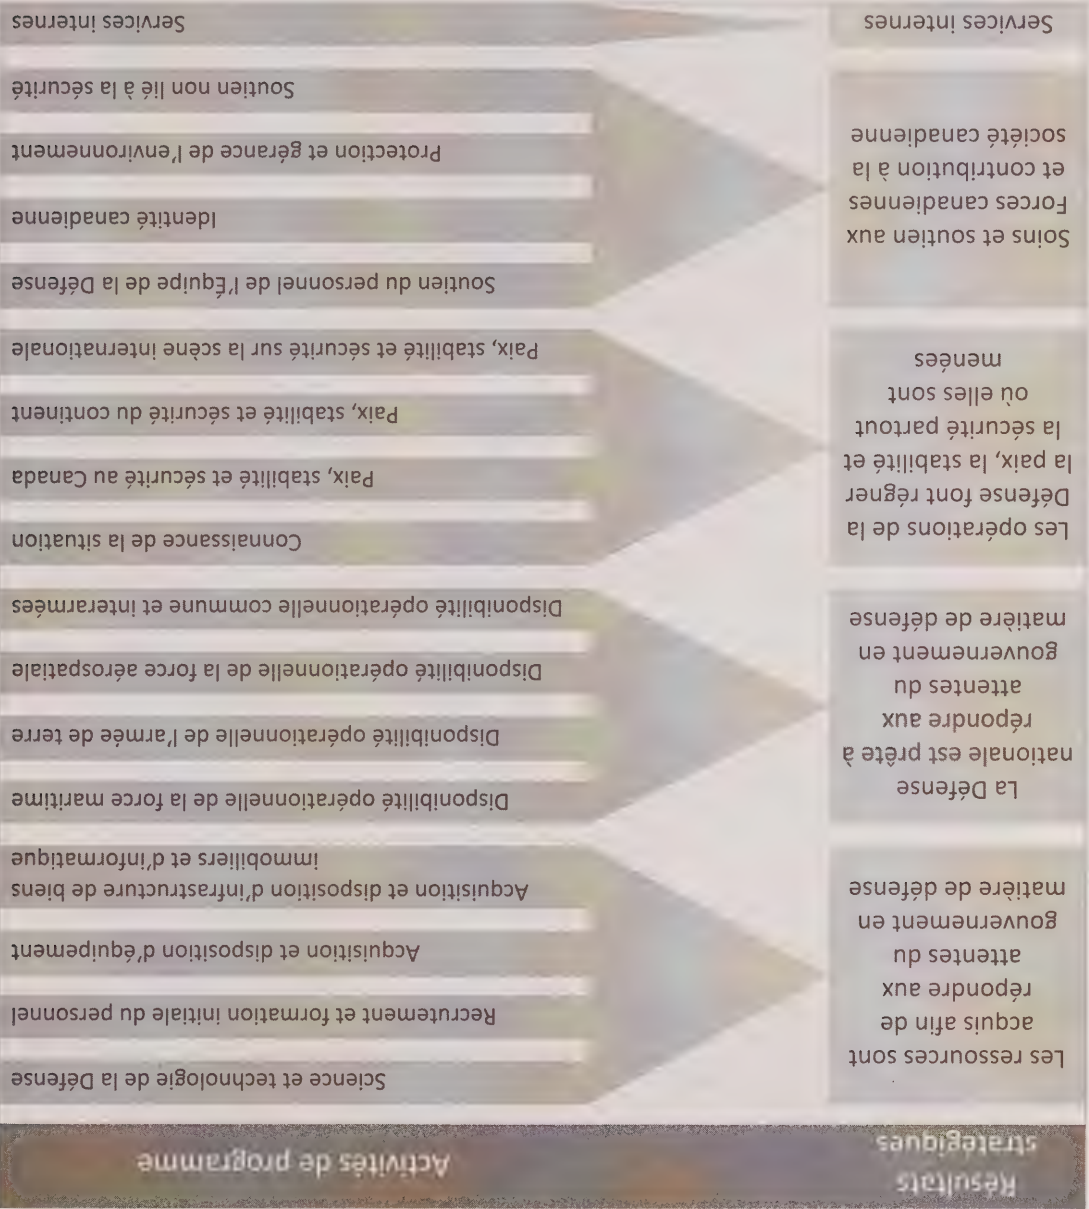 Résultats
stratégiques
Activités de programme
Les ressources sont
acquis afin de
répondre aux
attentes du
gouvernement en
matière de défense
Science et technologie de la Défense
Recrutement et formation initiale du personnel
Acquisition et disposition d'équipement
Acquisition et disposition d'infrastructure de biens
immobiliers et d'informatique
La Défense
nationale est prête à
répondre aux
attentes du
gouvernement en
matière de défense
Disponibilité opérationnelle de la force maritime
Disponibilité opérationnelle de l'armée de terre
Disponibilité opérationnelle de la force aérospatiale
Disponibilité opérationnelle commune et interarmées
Les opérations de la
Défense font régner
la paix, la stabilité et
la sécurité partout
où elles sont
menées
Connaissance de la situation
Paix, stabilité et sécurité au Canada
Paix, stabilité et sécurité du continent
Paix, stabilité et sécurité sur la scène internationale
Soins et soutien aux
Forces canadiennes
et contribution à la
société canadienne
Soutien du personnel de l'Équipe de la Défense
Identité canadienne
Protection et gérance de l'environnement
Soutien non lié à la sécurité
Services internes
Services internes